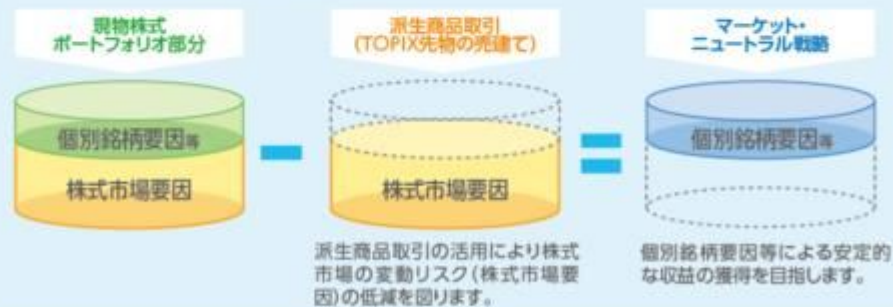 現物株式
ポートフォリオ部分
派生商品取引
(TOPIX先物の売建て)
マーケット・
ニュートラル戦略
個別銘柄要因等
株式市場要因
株式市場要因
個別銘柄要因等
派生商品取引の活用により株式
市場の変動リスク(株式市場要
因)の低減を図ります。
個別銘柄要因等による安定的
な収益の獲得を目指します。